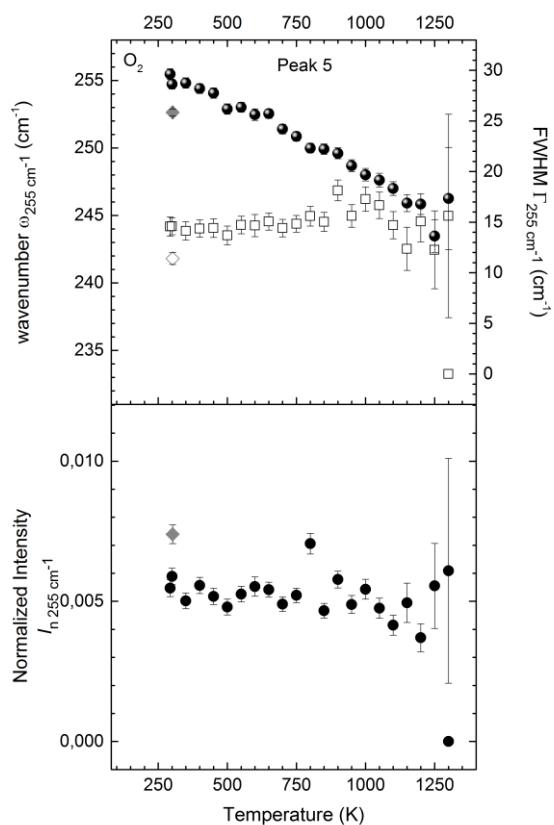 250 500 750 1000 1250
O₂ Peak 5
255
250
245
242
240
235
30
25
20
15
10
5
0
wavenumber ω255 cm⁻¹ (cm⁻¹)
FWHM Γ255 cm⁻¹ (cm⁻¹)
0,010
0,005
0,000
Normalized Intensity
In 255 cm⁻¹
250 500 750 1000 1250
Temperature (K)